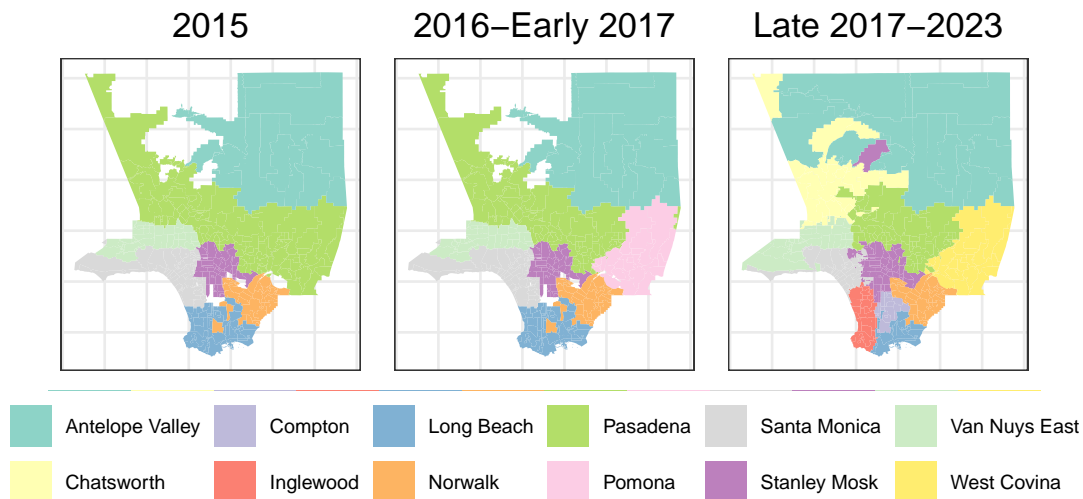 2015
2016–Early 2017
Late 2017–2023
Antelope Valley
Compton
Long Beach
Pasadena
Santa Monica
Van Nuys East
Chatsworth
Inglewood
Norwalk
Pomona
Stanley Mosk
West Covina